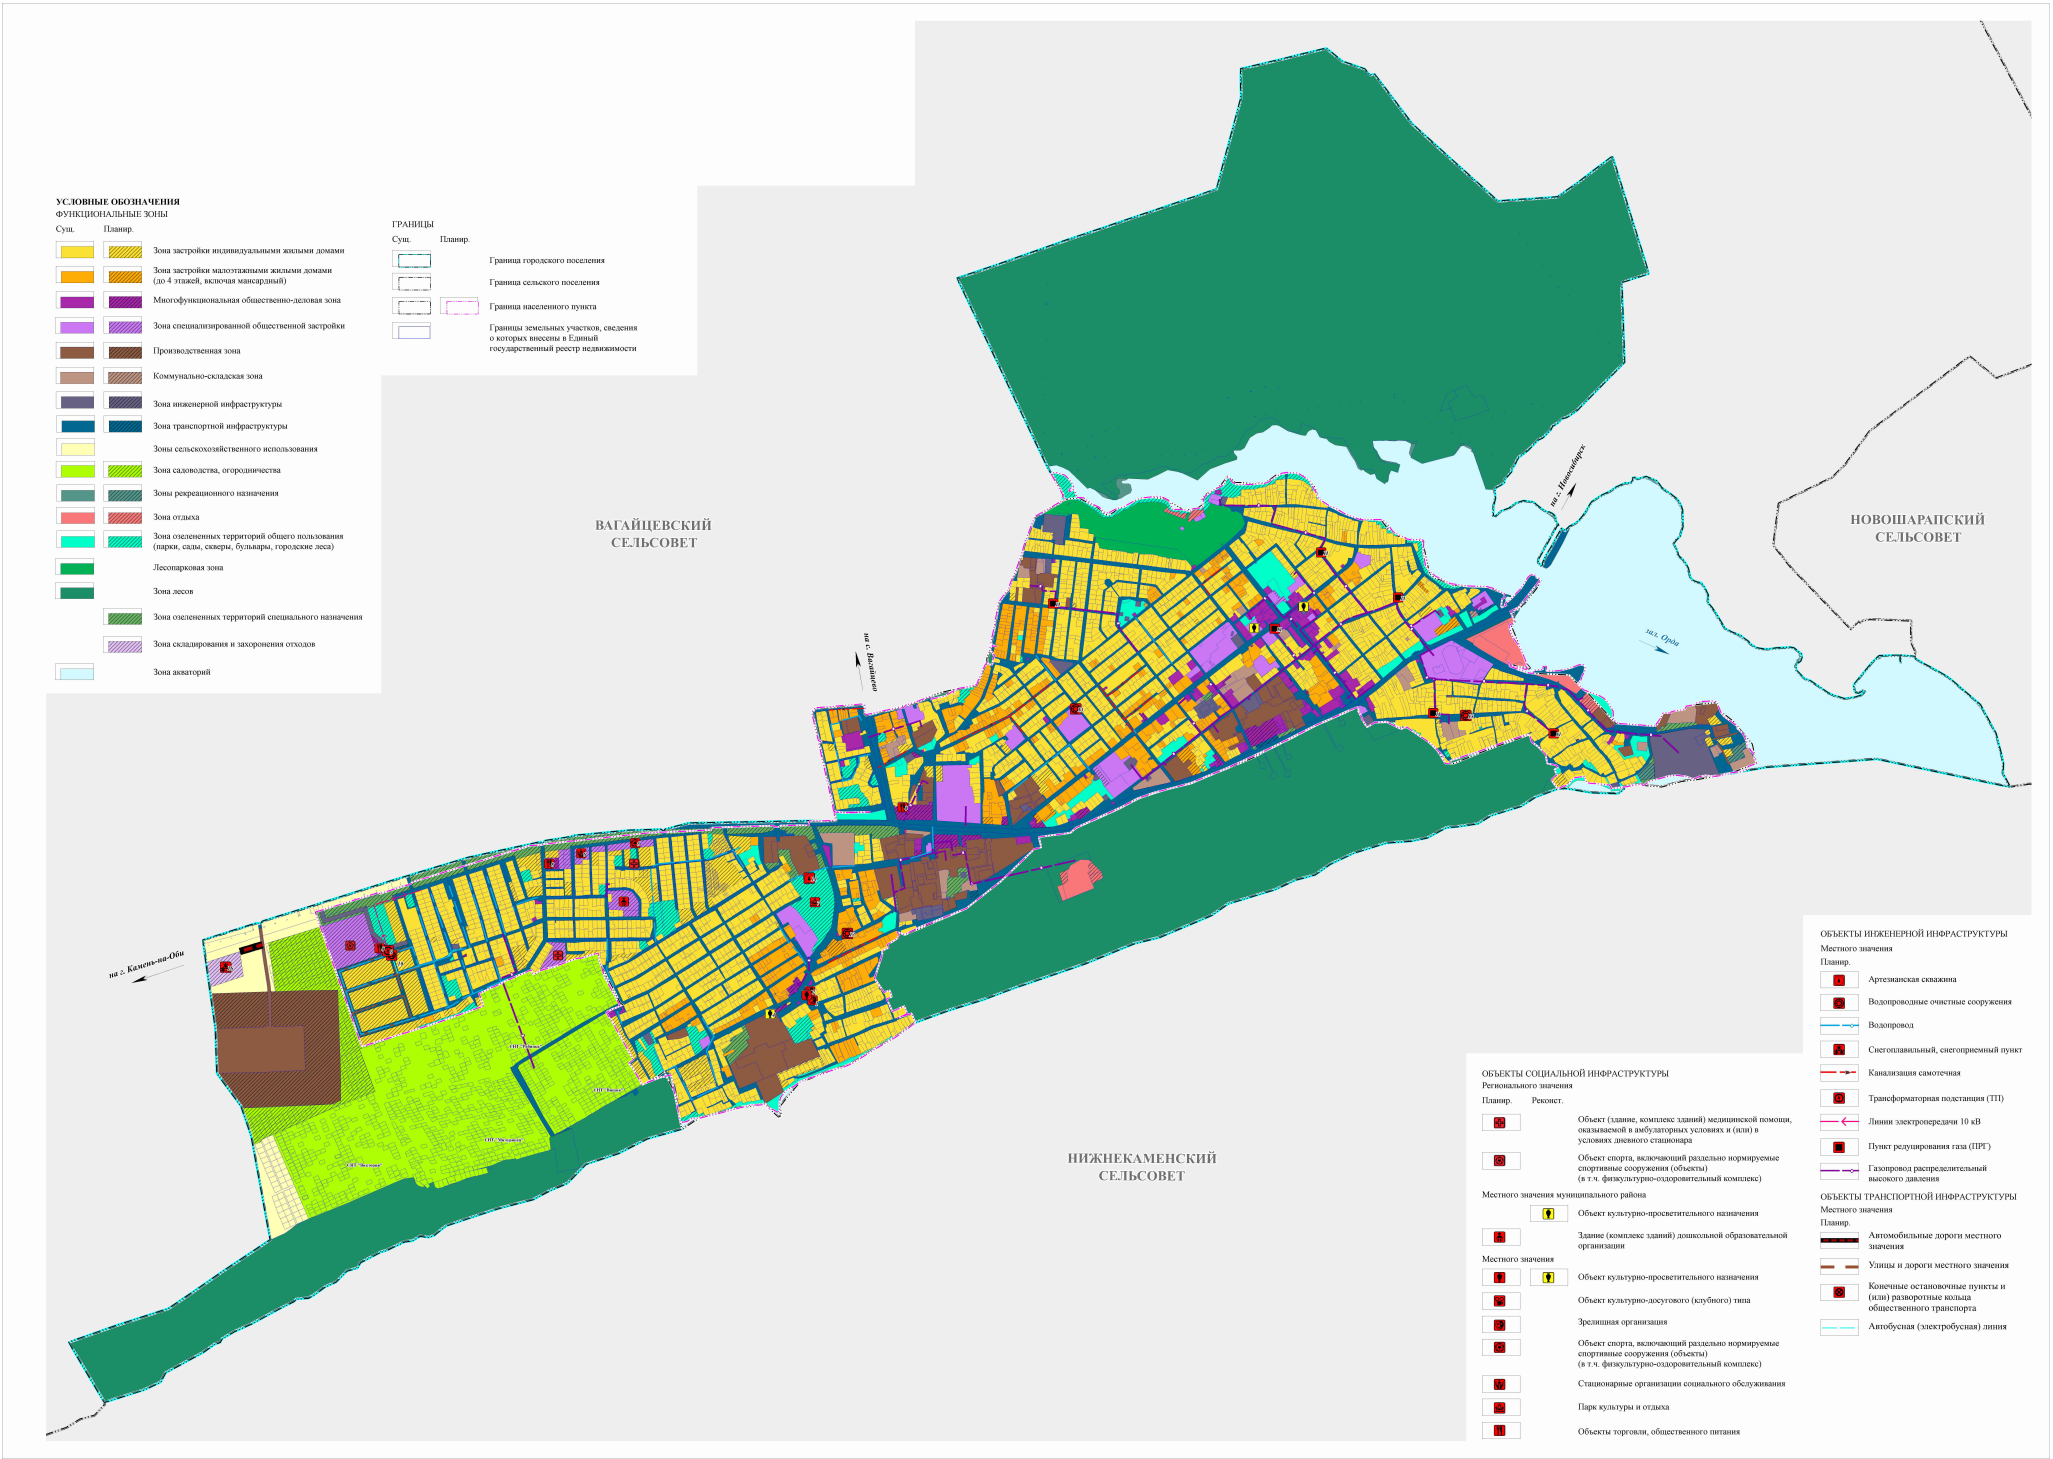 УСЛОВНЫЕ ОБОЗНАЧЕНИЯ
ФУНКЦИОНАЛЬНЫЕ ЗОНЫ
Сущ. Планир.
Зона застройки индивидуальными жилыми домами
Зона застройки малоэтажными жилыми домами
(до 4 этажей, включая мансардный)
Многофункциональная общественно-деловая зона
Зона специализированной общественной застройки
Производственная зона
Коммунально-складская зона
Зона инженерной инфраструктуры
Зона транспортной инфраструктуры
Зоны сельскохозяйственного использования
Зона садоводства, огородничества
Зоны рекреационного назначения
Зона отдыха
Зона озелененных территорий общего пользования
(парки, сады, скверы, бульвары, городские леса)
Лесопарковая зона
Зона лесов
Зона озелененных территорий специального назначения
Зона складирования и захоронения отходов
Зона акваторий
ГРАНИЦЫ
Сущ. Планир.
Граница городского поселения
Граница сельского поселения
Граница населенного пункта
Границы земельных участков, сведения
о которых внесены в Единый
государственный реестр недвижимости
ВАГАЙЦЕВСКИЙ
СЕЛЬСОВЕТ
НОВОШАРАПСКИЙ
СЕЛЬСОВЕТ
НИЖНЕКАМЕНСКИЙ
СЕЛЬСОВЕТ
на г. Новосибирск
зал. Орда
на с. Вагайцево
на г. Камень-на-Оби
ОБЪЕКТЫ СОЦИАЛЬНОЙ ИНФРАСТРУКТУРЫ
Регионального значения
Планир. Реконст.
Объект (здание, комплекс зданий) медицинской помощи,
оказываемой в амбулаторных условиях и (или) в
условиях дневного стационара
Объект спорта, включающий раздельно нормируемые
спортивные сооружения (объекты)
(в т.ч. физкультурно-оздоровительный комплекс)
Местного значения муниципального района
Объект культурно-просветительного назначения
Здание (комплекс зданий) дошкольной образовательной
организации
Местного значения
Объект культурно-просветительного назначения
Объект культурно-досугового (клубного) типа
Зрелищная организация
Объект спорта, включающий раздельно нормируемые
спортивные сооружения (объекты)
(в т.ч. физкультурно-оздоровительный комплекс)
Стационарные организации социального обслуживания
Парк культуры и отдыха
Объекты торговли, общественного питания
ОБЪЕКТЫ ИНЖЕНЕРНОЙ ИНФРАСТРУКТУРЫ
Местного значения
Планир.
Артезианская скважина
Водопроводные очистные сооружения
Водопровод
Снегоплавильный, снегоприемный пункт
Канализация самотечная
Трансформаторная подстанция (ТП)
Линии электропередачи 10 кВ
Пункт редуцирования газа (ПРГ)
Газопровод распределительный
высокого давления
ОБЪЕКТЫ ТРАНСПОРТНОЙ ИНФРАСТРУКТУРЫ
Местного значения
Планир.
Автомобильные дороги местного
значения
Улицы и дороги местного значения
Конечные остановочные пункты и
(или) разворотные кольца
общественного транспорта
Автобусная (электробусная) линия